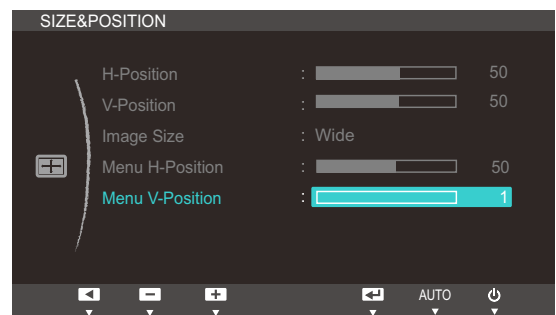 SIZE&POSITION
H-Position : 50
V-Position : 50
Image Size : Wide
Menu H-Position : 50
Menu V-Position : 1
AUTO